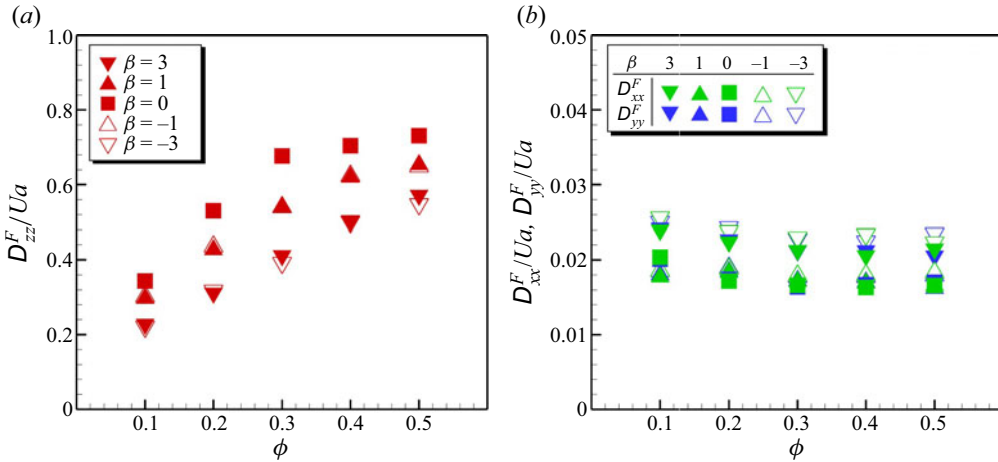 (a)
1.0
0.8
0.6
0.4
0.2
0
0.1 0.2 0.3 0.4 0.5
ϕ
D^F_zz/Ua
β = 3
β = 1
β = 0
β = –1
β = –3
(b)
0.05
0.04
0.03
0.02
0.01
0
0.1 0.2 0.3 0.4 0.5
ϕ
D^F_xx/Ua, D^F_yy/Ua
β 3 1 0 –1 –3
D^F_xx
D^F_yy